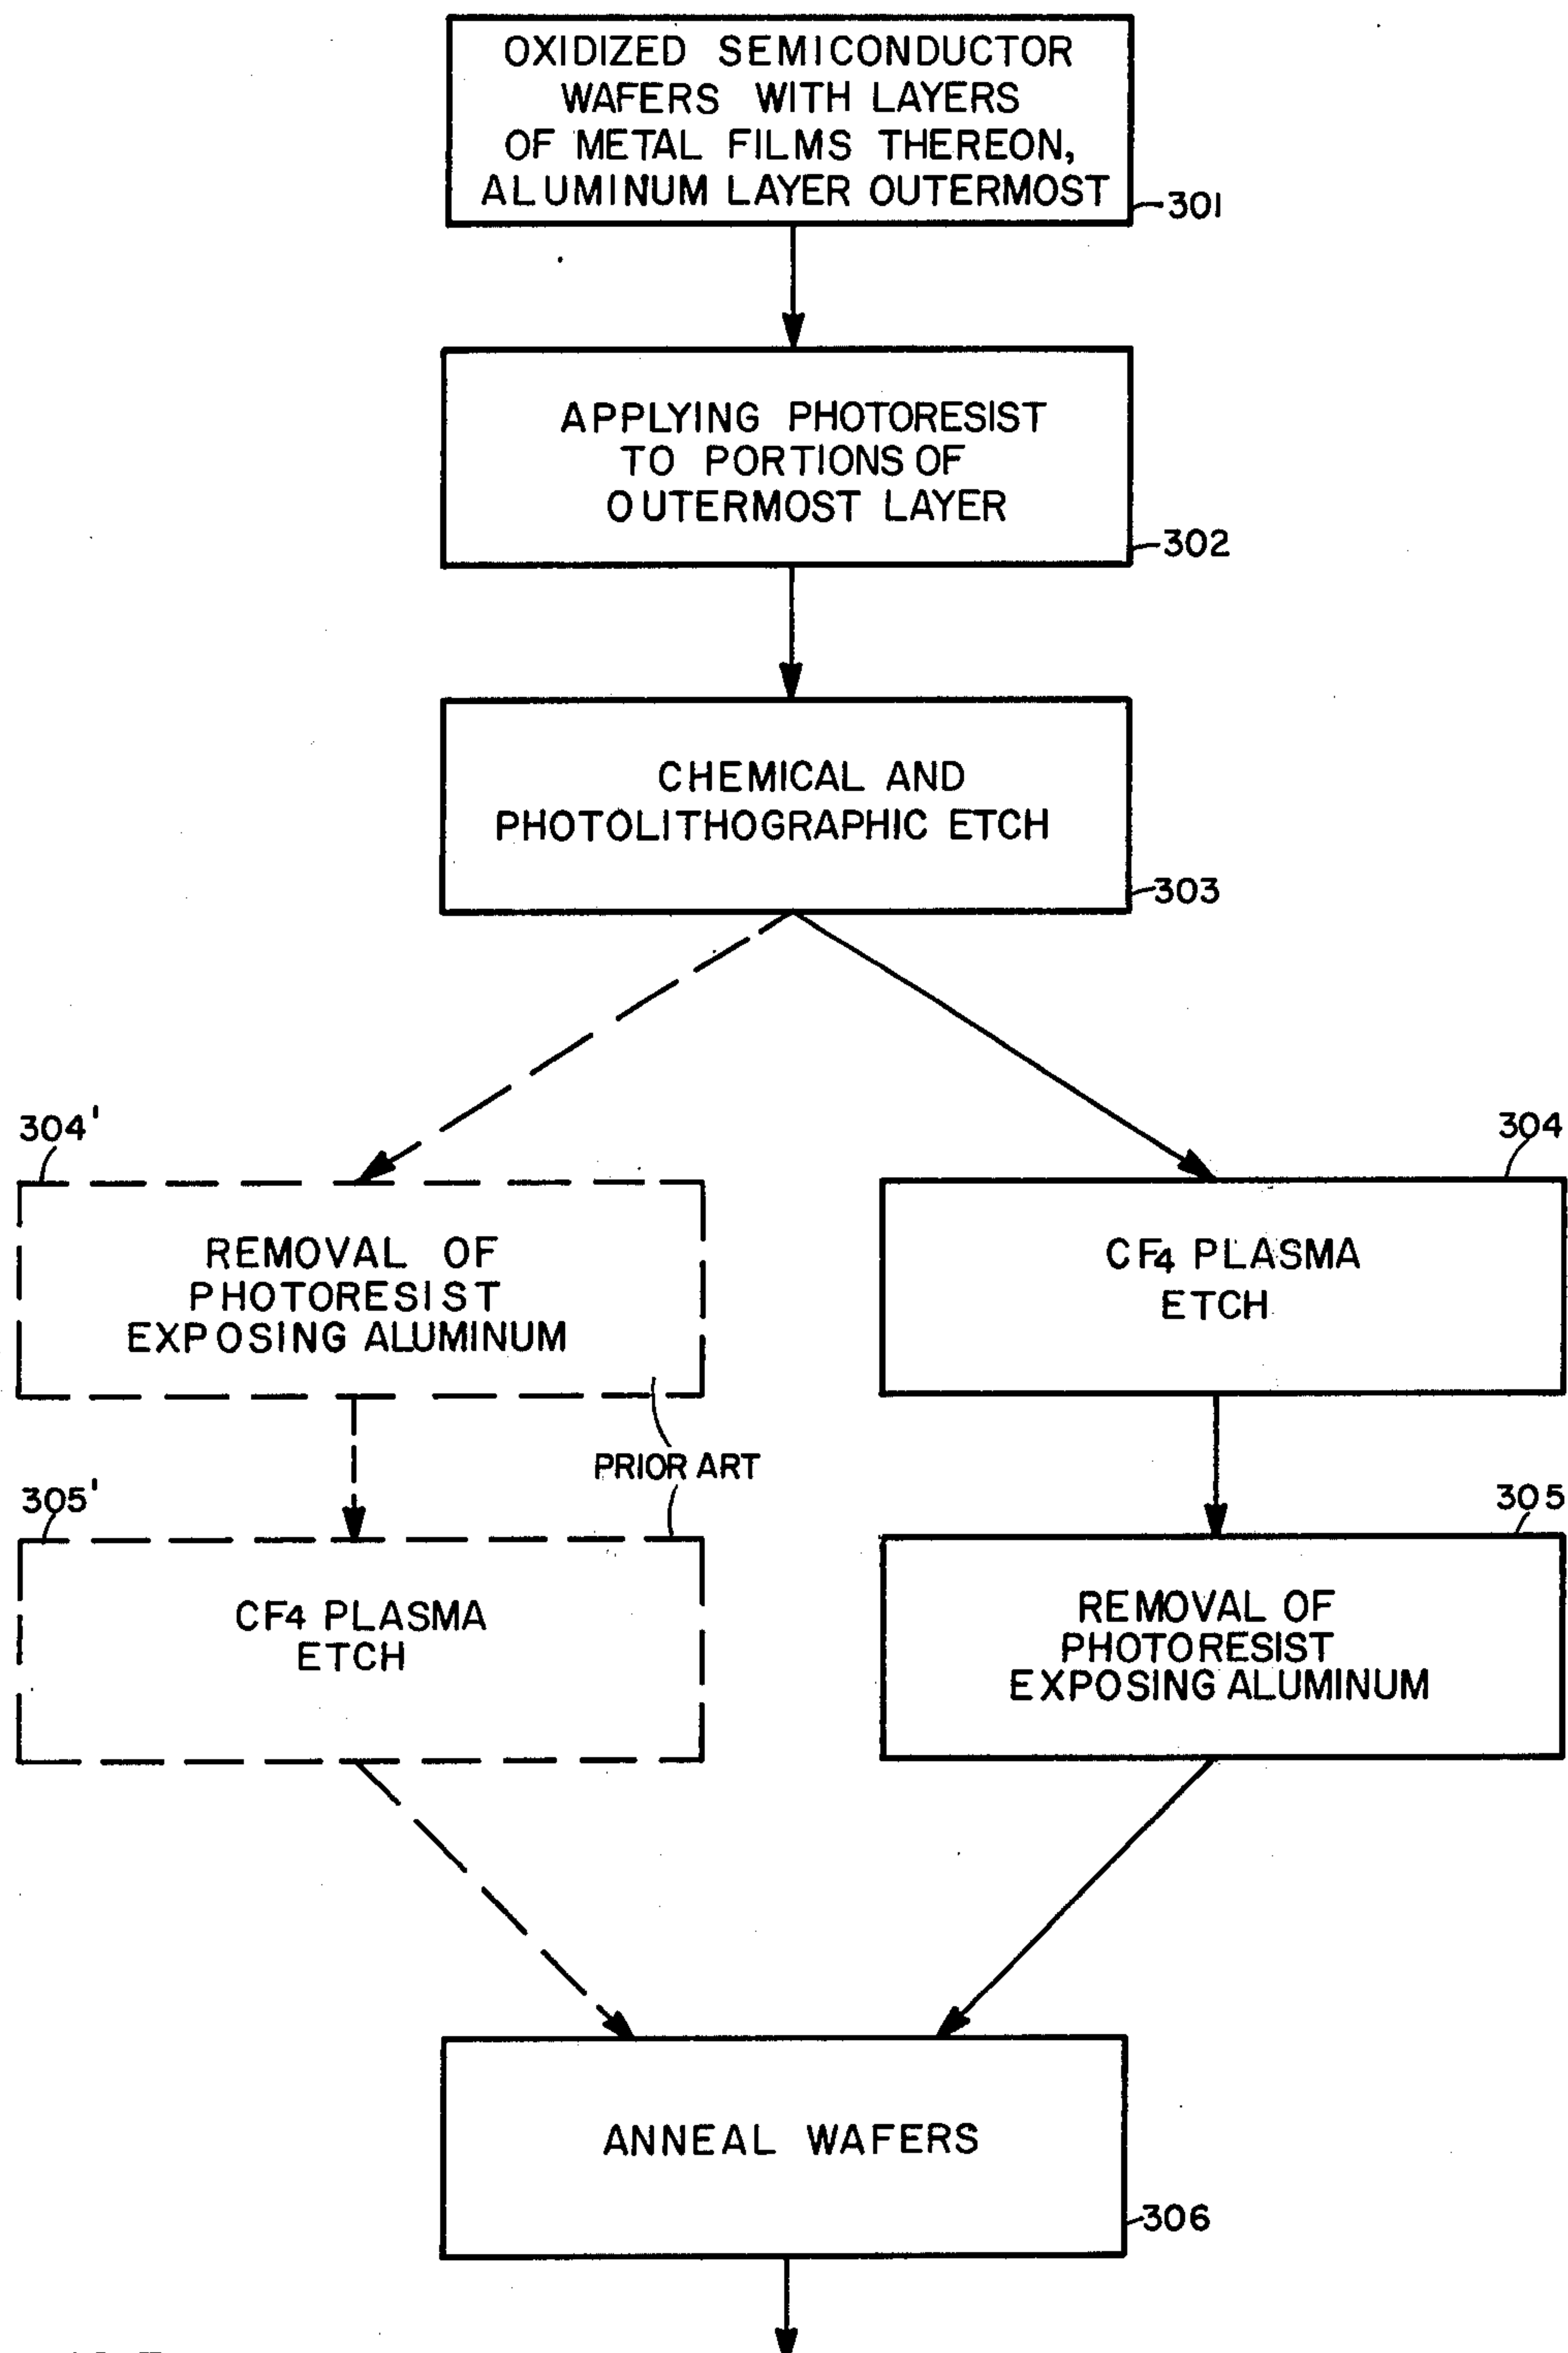 OXIDIZED SEMICONDUCTOR
WAFERS WITH LAYERS
OF METAL FILMS THEREON,
ALUMINUM LAYER OUTERMOST
301
APPLYING PHOTORESIST
TO PORTIONS OF
OUTERMOST LAYER
302
CHEMICAL AND
PHOTOLITHOGRAPHIC ETCH
303
304'
REMOVAL OF
PHOTORESIST
EXPOSING ALUMINUM
304
CF4 PLASMA
ETCH
PRIOR ART
305'
CF4 PLASMA
ETCH
305
REMOVAL OF
PHOTORESIST
EXPOSING ALUMINUM
ANNEAL WAFERS
306